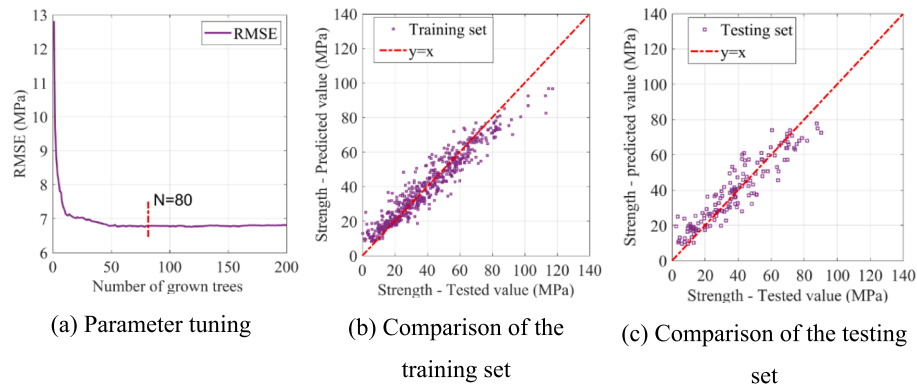 13
12
11
10
9
8
7
6
RMSE (MPa)
RMSE
N=80
0
50
100
150
200
Number of grown trees
(a) Parameter tuning
140
120
100
80
60
40
20
0
Strength - Predicted value (MPa)
Training set
y=x
0
20
40
60
80
100
120
140
Strength - Tested value (MPa)
(b) Comparison of the
training set
140
120
100
80
60
40
20
0
Strength - predicted value (MPa)
Testing set
y=x
0
20
40
60
80
100
120
140
Strength - Tested value (MPa)
(c) Comparison of the testing
set